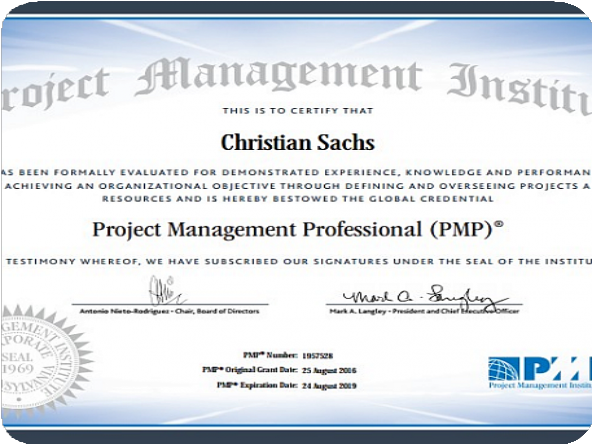 roject Management Institu
THIS IS TO CERTIFY THAT
Christian Sachs
AS BEEN FORMALLY EVALUATED FOR DEMONSTRATED EXPERIENCE, KNOWLEDGE AND PERFORMAN
ACHIEVING AN ORGANIZATIONAL OBJECTIVE THROUGH DEFINING AND OVERSEEING PROJECTS A
RESOURCES AND IS HEREBY BESTOWED THE GLOBAL CREDENTIAL
Project Management Professional (PMP)®
TESTIMONY WHEREOF, WE HAVE SUBSCRIBED OUR SIGNATURES UNDER THE SEAL OF THE INSTITU
Mark A. Langley
Antonio Nieto-Rodriguez • Chair, Board of Directors
Mark A. Langley • President and Chief Executive Officer
GEMENT INSTIT
PORATE
SEAL
1969
SYLVAN
PMP® Number: 1957528
PMP® Original Grant Date: 25 August 2016
PMP® Expiration Date: 24 August 2019
PMI
Project Management Institu